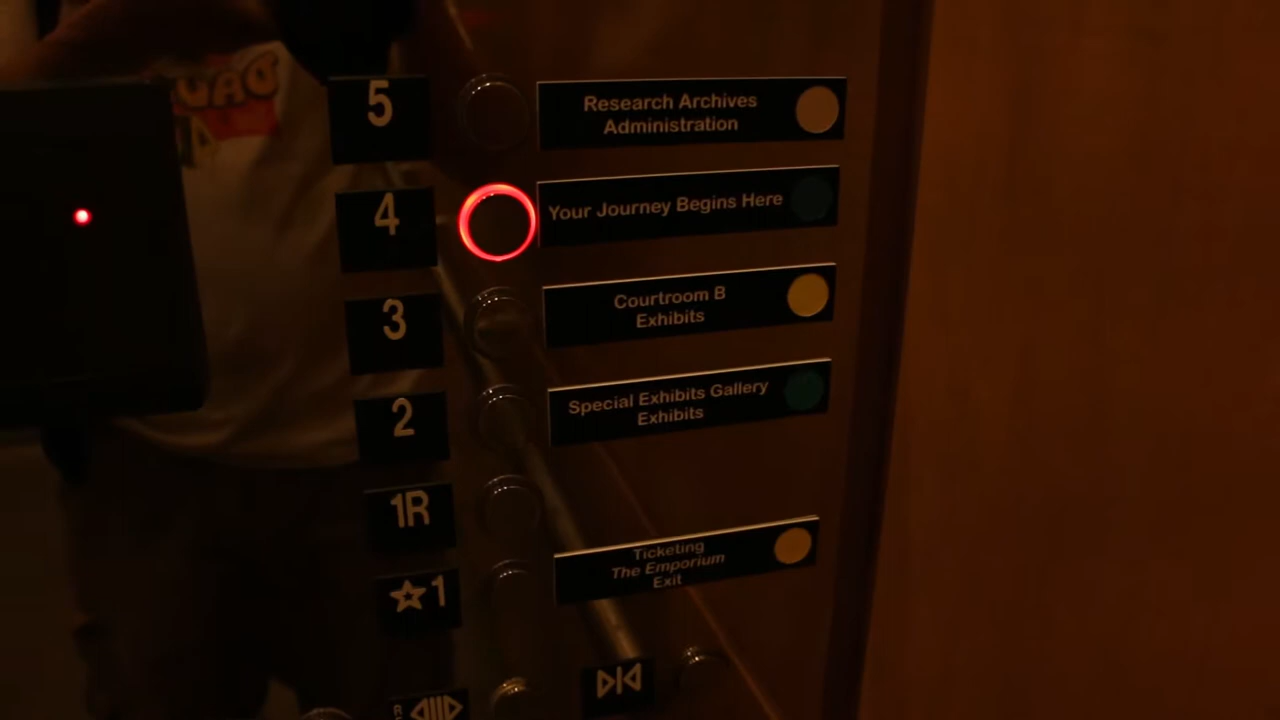 5
Research Archives
Administration
4
Your Journey Begins Here
3
Courtroom B
Exhibits
2
Special Exhibits Gallery
Exhibits
1R
Ticketing
The Emporium
Exit
☆1